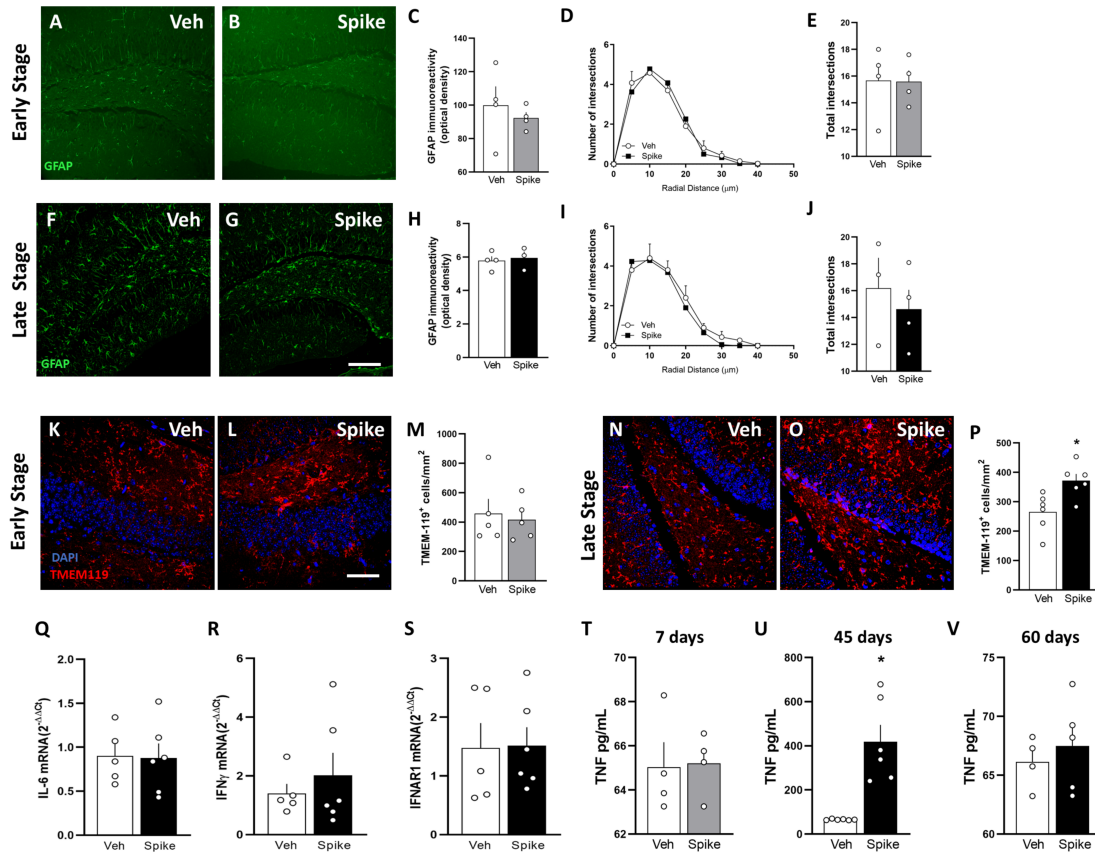 A Veh B Spike
Early Stage
GFAP
C
GFAP immunoreactivity
(optical density)
140
120
100
80
60
Veh Spike
D
Number of intersections
6
4
2
0
Veh
Spike
0 10 20 30 40 50
Radial Distance (μm)
E
Total intersections
20
18
16
14
12
10
Veh Spike
F Veh G Spike
Late Stage
GFAP
H
GFAP immunoreactivity
(optical density)
8
6
4
2
0
Veh Spike
I
Number of intersections
6
4
2
0
Veh
Spike
0 10 20 30 40 50
Radial Distance (μm)
J
Total intersections
20
18
16
14
12
10
Veh Spike
K Veh L Spike
Early Stage
DAPI
TMEM119
M
TMEM-119+ cells/mm2
1000
800
600
400
200
0
Veh Spike
N Veh O Spike
Late Stage
P
TMEM-119+ cells/mm2
500
400
300
200
100
0
*
Veh Spike
Q
IL-6 mRNA(2-ΔΔCt)
2.0
1.5
1.0
0.5
0.0
Veh Spike
R
IFNγ mRNA(2-ΔΔCt)
6
4
2
0
Veh Spike
S
IFNAR1 mRNA(2-ΔΔCt)
3
2
1
0
Veh Spike
T 7 days
TNF pg/mL
70
68
66
64
62
Veh Spike
U 45 days
TNF pg/mL
800
600
400
200
0
*
Veh Spike
V 60 days
TNF pg/mL
75
70
65
60
Veh Spike